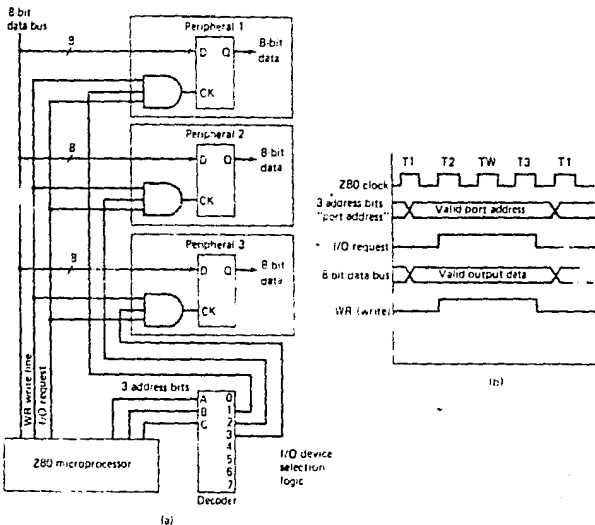 8 bit
data bus
8
Peripheral 1
D Q
8-bit
data
CK
Peripheral 2
8
D Q
8-bit
data
CK
Peripheral 3
8
D Q
8 bit
data
CK
WR write line
I/O request
3 address bits
A
B
C
0
1
2
3
4
5
6
7
Decoder
I/O device
selection
logic
Z80 microprocessor
(a)
T1 T2 TW T3 T1
Z80 clock
3 address bits
"port address"
Valid port address
I/O request
8 bit data bus
Valid output data
WR (write)
(b)